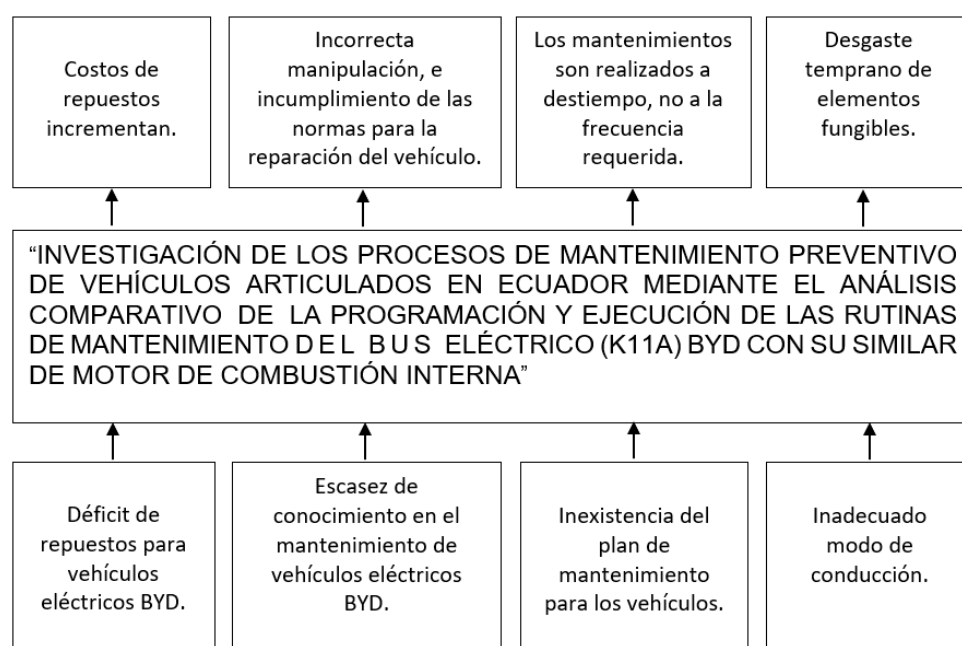 Costos de
repuestos
incrementan.
Incorrecta
manipulación, e
incumplimiento de las
normas para la
reparación del vehículo.
Los mantenimientos
son realizados a
destiempo, no a la
frecuencia
requerida.
Desgaste
temprano de
elementos
fungibles.
“INVESTIGACIÓN DE LOS PROCESOS DE MANTENIMIENTO PREVENTIVO
DE VEHÍCULOS ARTICULADOS EN ECUADOR MEDIANTE EL ANÁLISIS
COMPARATIVO DE LA PROGRAMACIÓN Y EJECUCIÓN DE LAS RUTINAS
DE MANTENIMIENTO DEL BUS ELÉCTRICO (K11A) BYD CON SU SIMILAR
DE MOTOR DE COMBUSTIÓN INTERNA”
Déficit de
repuestos para
vehículos
eléctricos BYD.
Escasez de
conocimiento en el
mantenimiento de
vehículos eléctricos
BYD.
Inexistencia del
plan de
mantenimiento
para los vehículos.
Inadecuado
modo de
conducción.